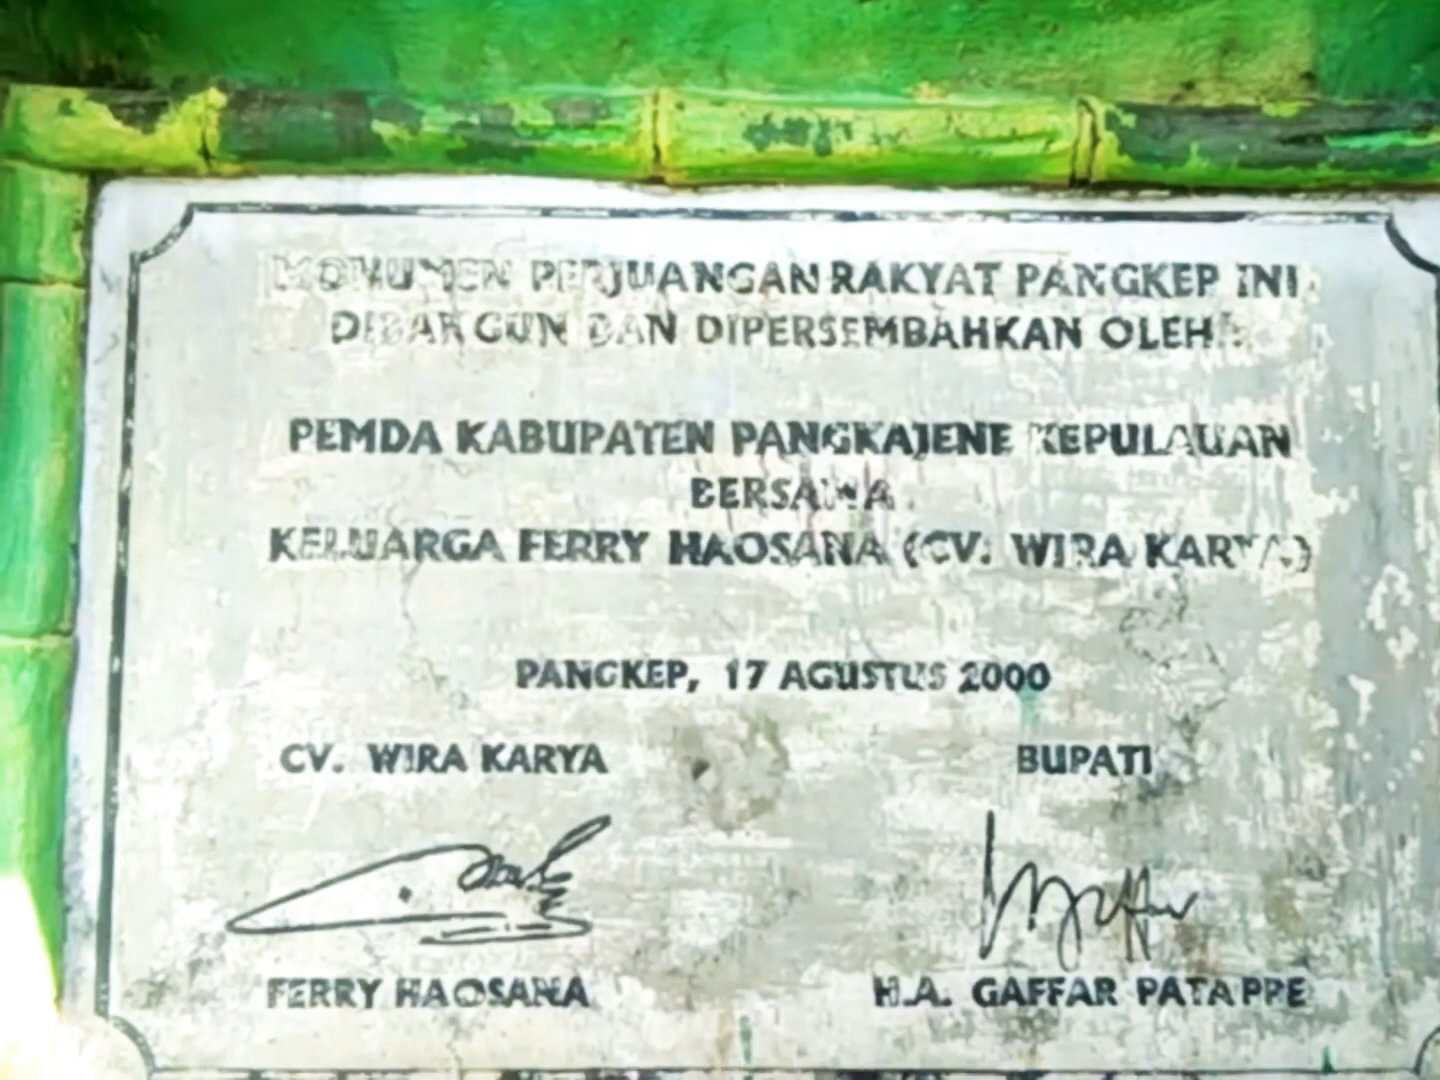 MONUMEN PERJUANGAN RAKYAT PANGKEP INI
DIBANGUN DAN DIPERSEMBAHKAN OLEH :
PEMDA KABUPATEN PANGKAJENE KEPULAUAN
BERSAMA
KELUARGA FERRY HAOSANA (CV. WIRA KARYA)
PANGKEP, 17 AGUSTUS 2000
CV. WIRA KARYA BUPATI
FERRY HAOSANA H.A. GAFFAR PATAPPE